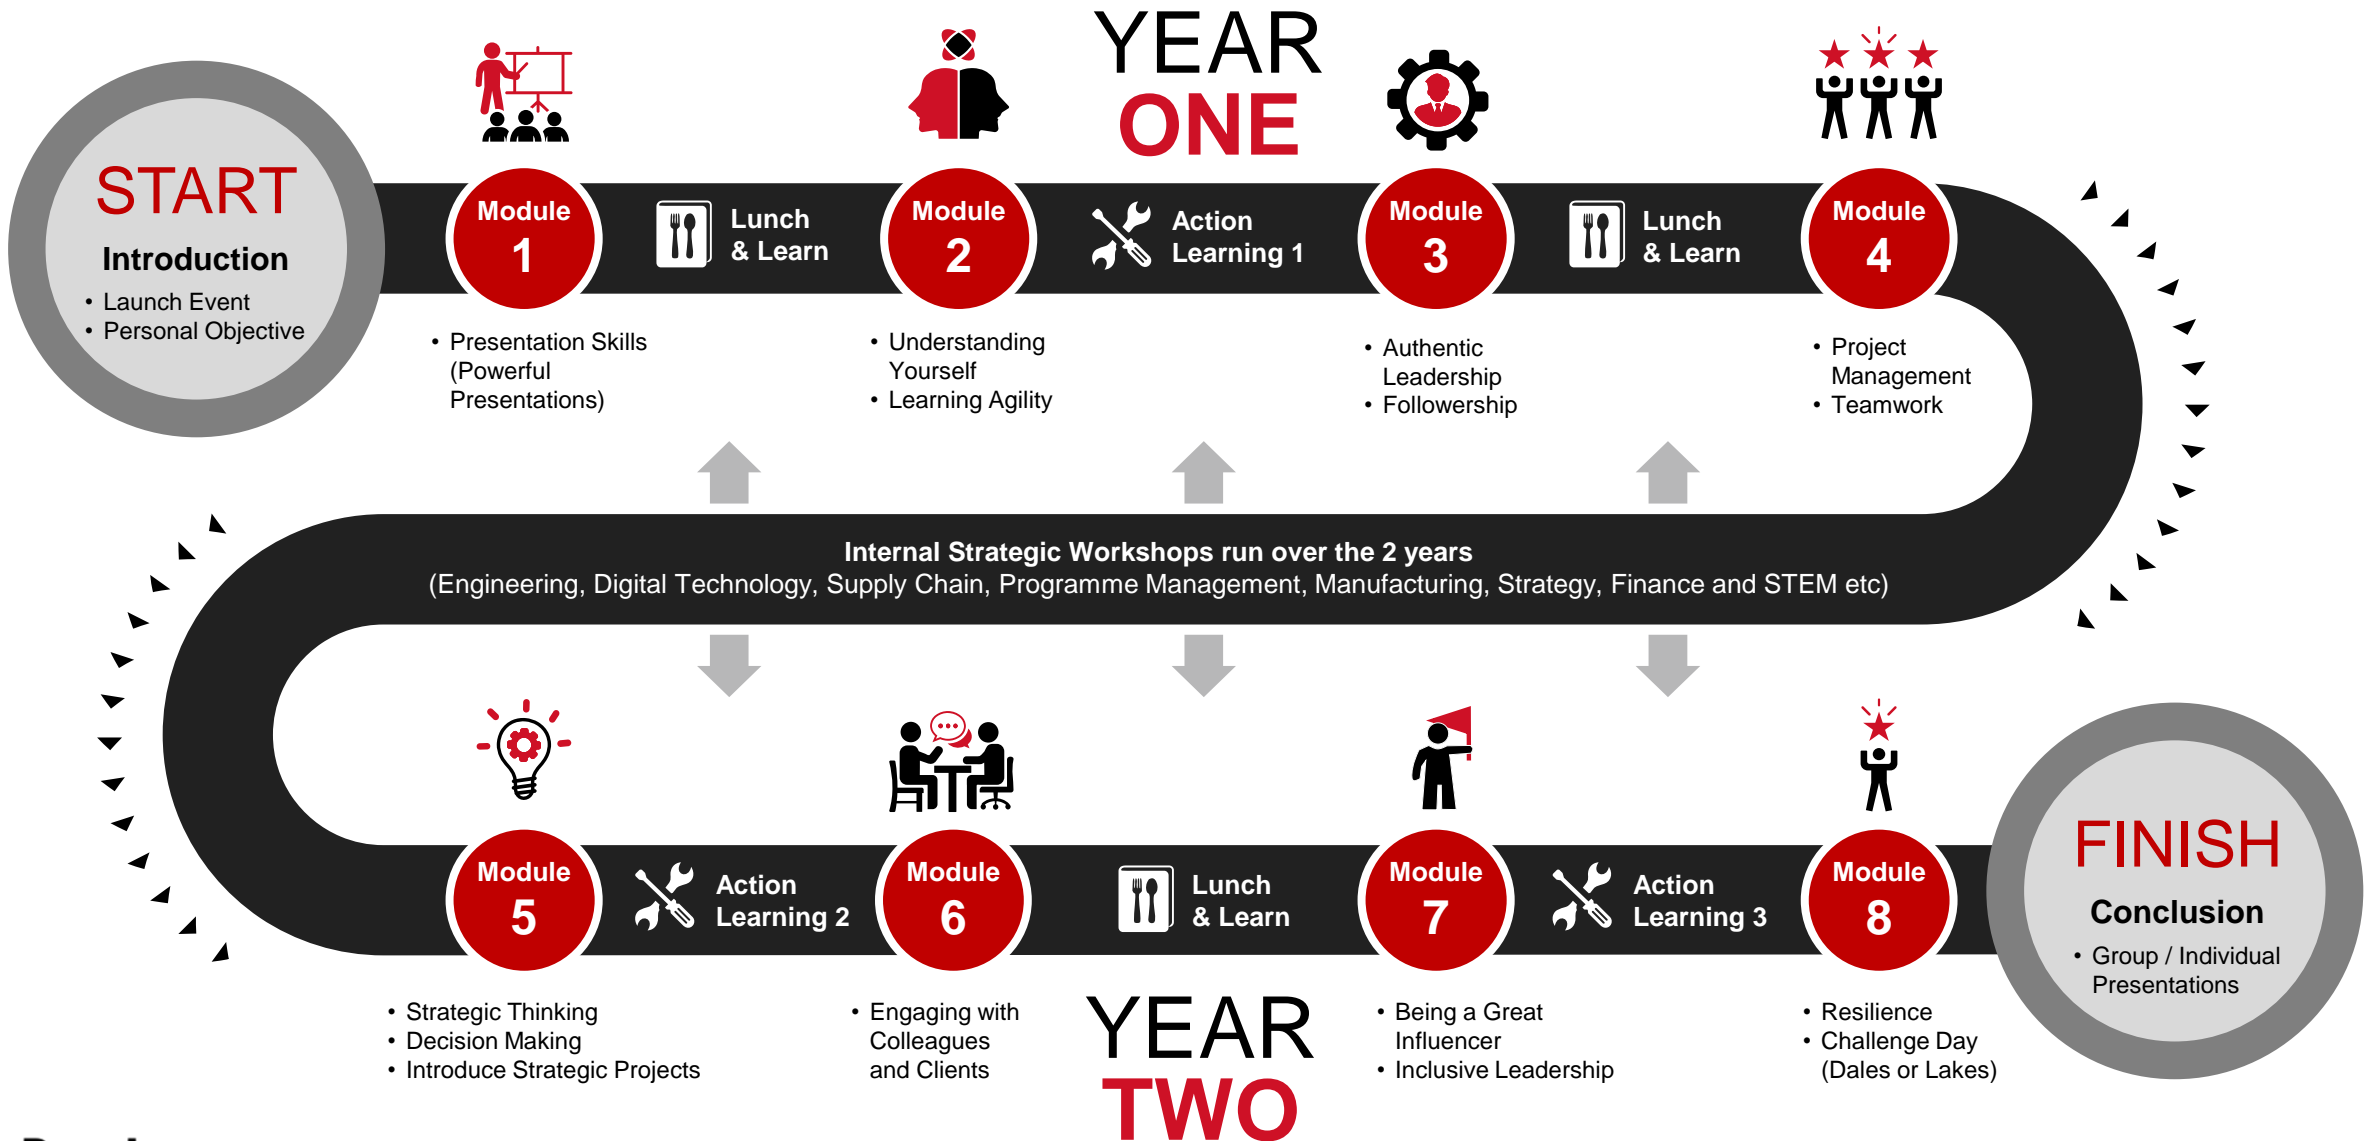 YEAR
ONE
START
Introduction
• Launch Event
• Personal Objective
Module
1
Lunch
& Learn
Module
2
Action
Learning 1
Module
3
Lunch
& Learn
Module
4
• Presentation Skills
(Powerful
Presentations)
• Understanding
Yourself
• Learning Agility
• Authentic
Leadership
• Followership
• Project
Management
• Teamwork
Internal Strategic Workshops run over the 2 years
(Engineering, Digital Technology, Supply Chain, Programme Management, Manufacturing, Strategy, Finance and STEM etc)
Module
5
Action
Learning 2
Module
6
Lunch
& Learn
Module
7
Action
Learning 3
Module
8
FINISH
Conclusion
• Group / Individual
Presentations
• Strategic Thinking
• Decision Making
• Introduce Strategic Projects
• Engaging with
Colleagues
and Clients
YEAR
TWO
• Being a Great
Influencer
• Inclusive Leadership
• Resilience
• Challenge Day
(Dales or Lakes)